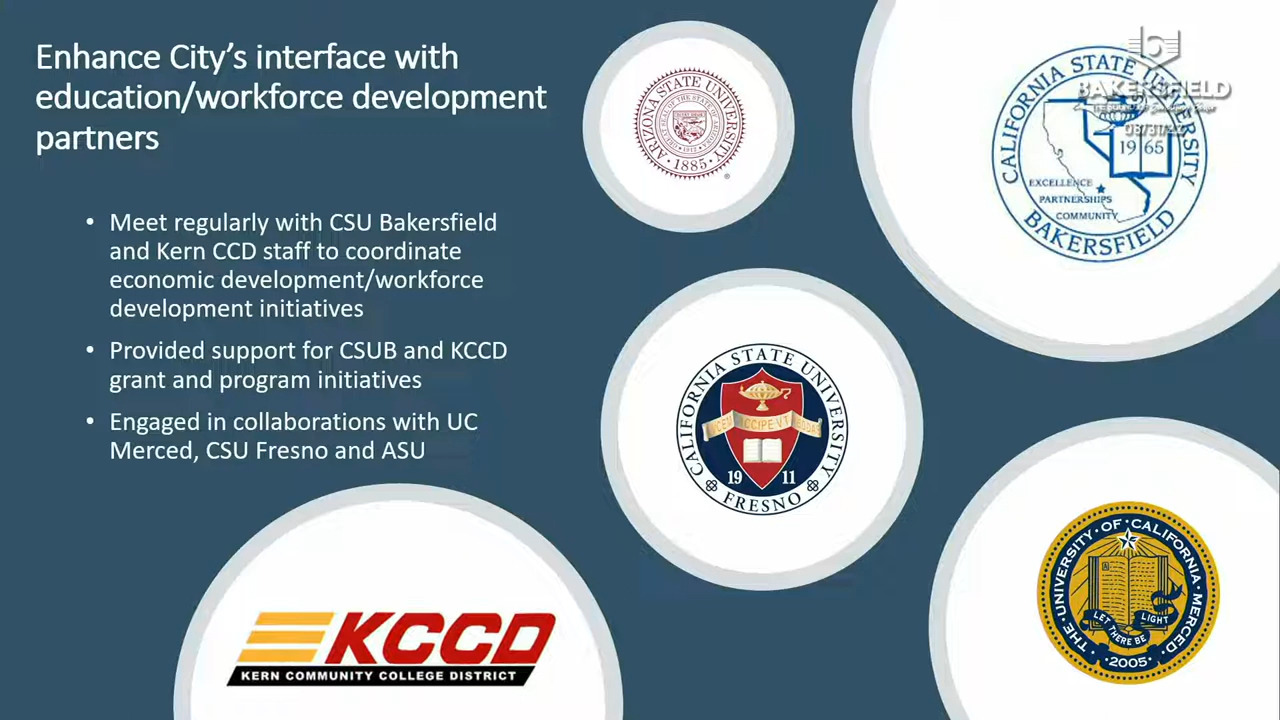 Enhance City's interface with
education/workforce development
partners
• Meet regularly with CSU Bakersfield
and Kern CCD staff to coordinate
economic development/workforce
development initiatives
• Provided support for CSUB and KCCD
grant and program initiatives
• Engaged in collaborations with UC
Merced, CSU Fresno and ASU
ARIZONA STATE UNIVERSITY
1885
CALIFORNIA STATE UNIVERSITY
BAKERSFIELD
1965
EXCELLENCE
PARTNERSHIPS
COMMUNITY
BAKERSFIELD
CALIFORNIA STATE UNIVERSITY
19 11
FRESNO
KCCD
KERN COMMUNITY COLLEGE DISTRICT
THE UNIVERSITY OF CALIFORNIA MERCED
LET THERE BE LIGHT
2005